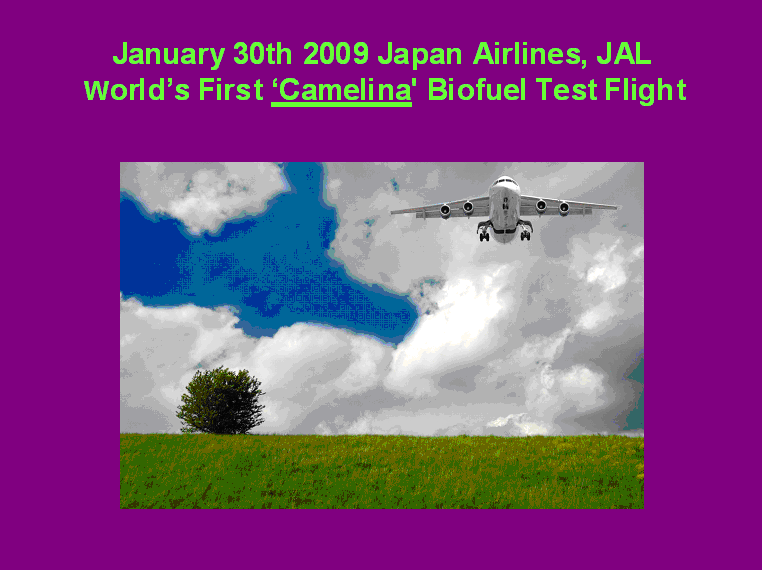 January 30th 2009 Japan Airlines, JAL
World’s First ‘Camelina' Biofuel Test Flight